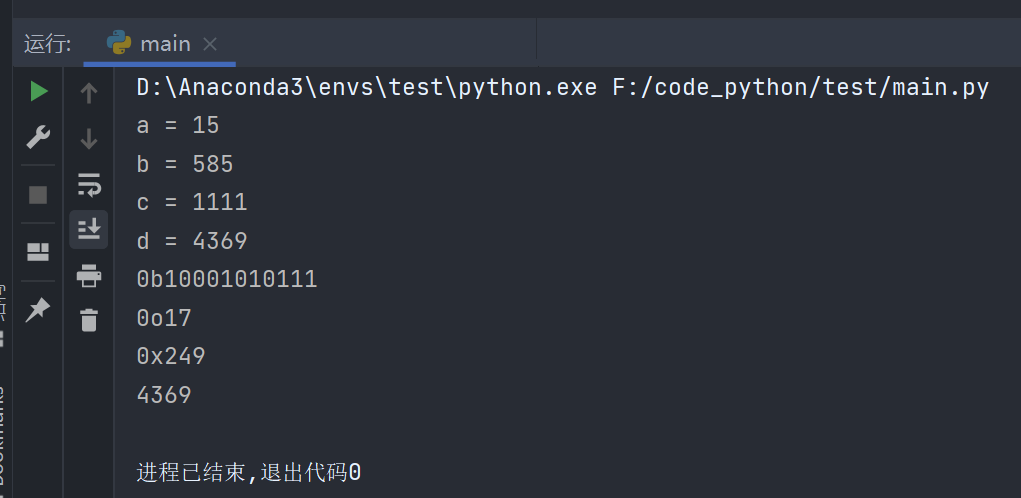 运行:
main
D:\Anaconda3\envs\test\python.exe F:/code_python/test/main.py
a = 15
b = 585
c = 1111
d = 4369
0b10001010111
0o17
0x249
4369
进程已结束,退出代码0